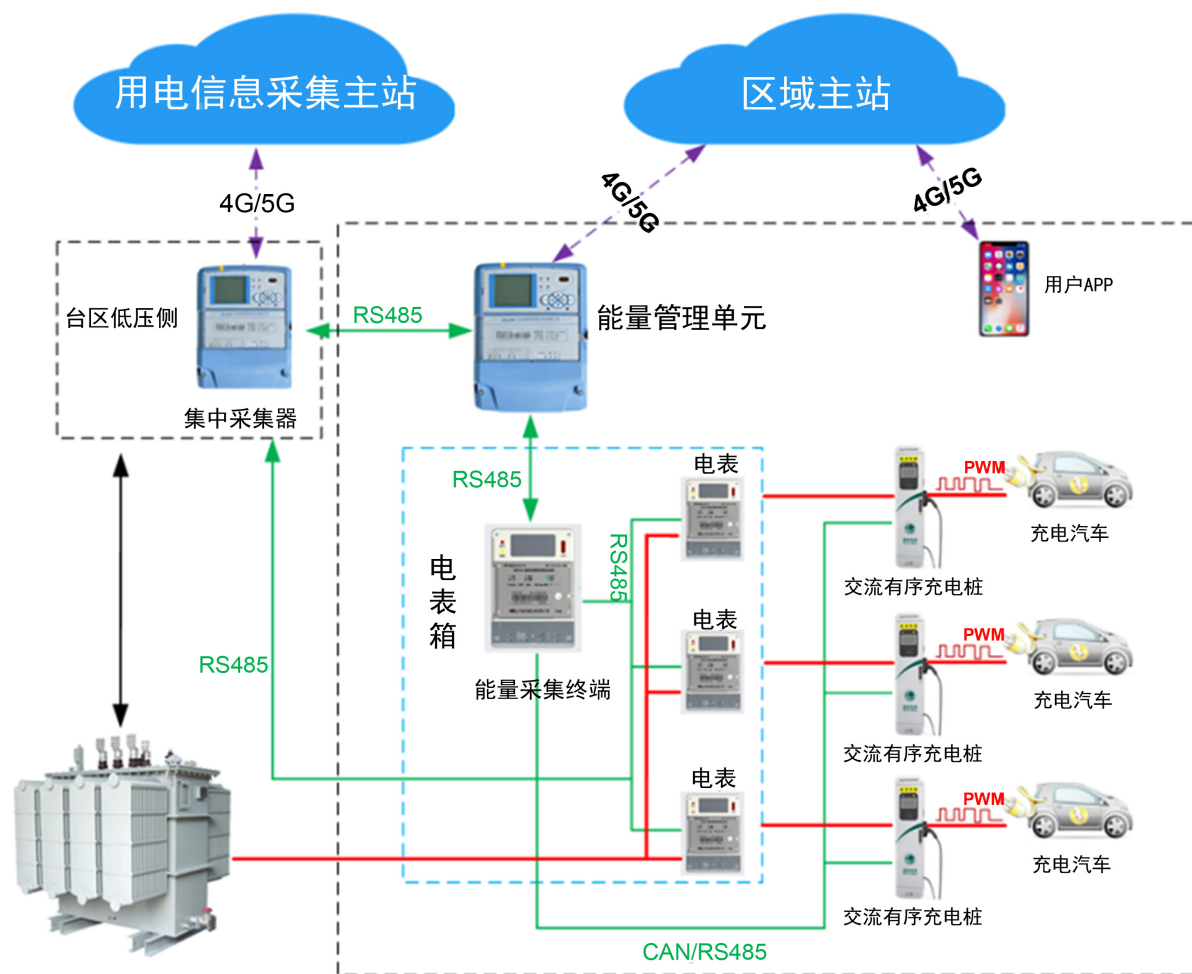 用电信息采集主站
区域主站
4G/5G
4G/5G
4G/5G
台区低压侧
集中采集器
RS485
能量管理单元
用户APP
RS485
RS485
电表箱
能量采集终端
RS485
电表
电表
电表
PWM
充电汽车
交流有序充电桩
PWM
充电汽车
交流有序充电桩
PWM
充电汽车
交流有序充电桩
CAN/RS485